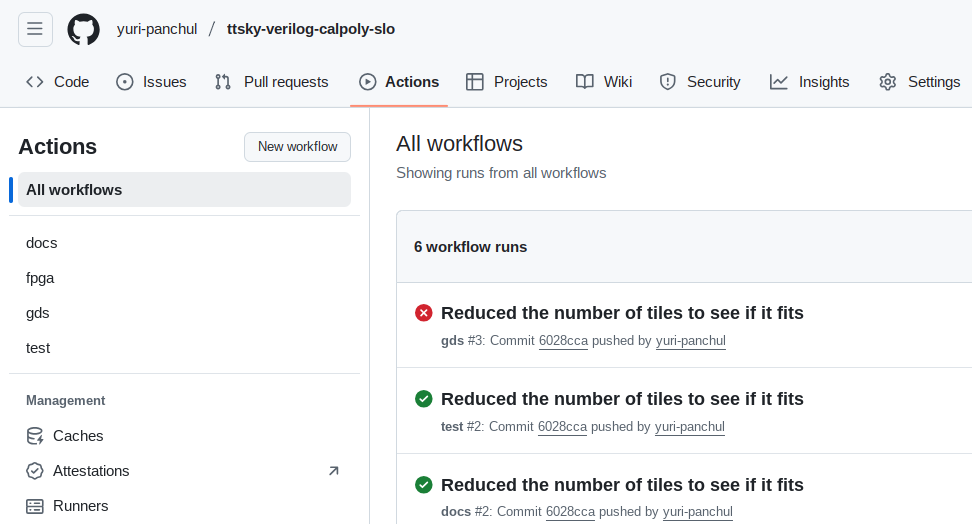 yuri-panchul / ttsky-verilog-calpoly-slo
Code Issues Pull requests Actions Projects Wiki Security Insights Settings
Actions
New workflow
All workflows
docs
fpga
gds
test
Management
Caches
Attestations
Runners
All workflows
Showing runs from all workflows
6 workflow runs
Reduced the number of tiles to see if it fits
gds #3: Commit 6028cca pushed by yuri-panchul
Reduced the number of tiles to see if it fits
test #2: Commit 6028cca pushed by yuri-panchul
Reduced the number of tiles to see if it fits
docs #2: Commit 6028cca pushed by yuri-panchul